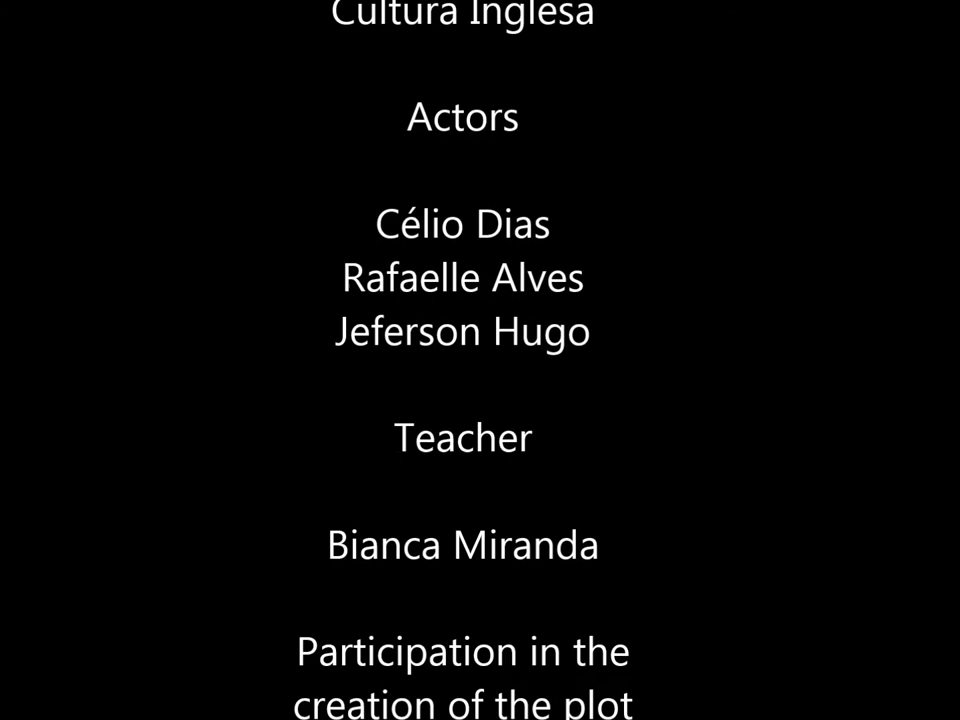 Cultura Inglesa
Actors
Célio Dias
Rafaelle Alves
Jeferson Hugo
Teacher
Bianca Miranda
Participation in the
creation of the plot